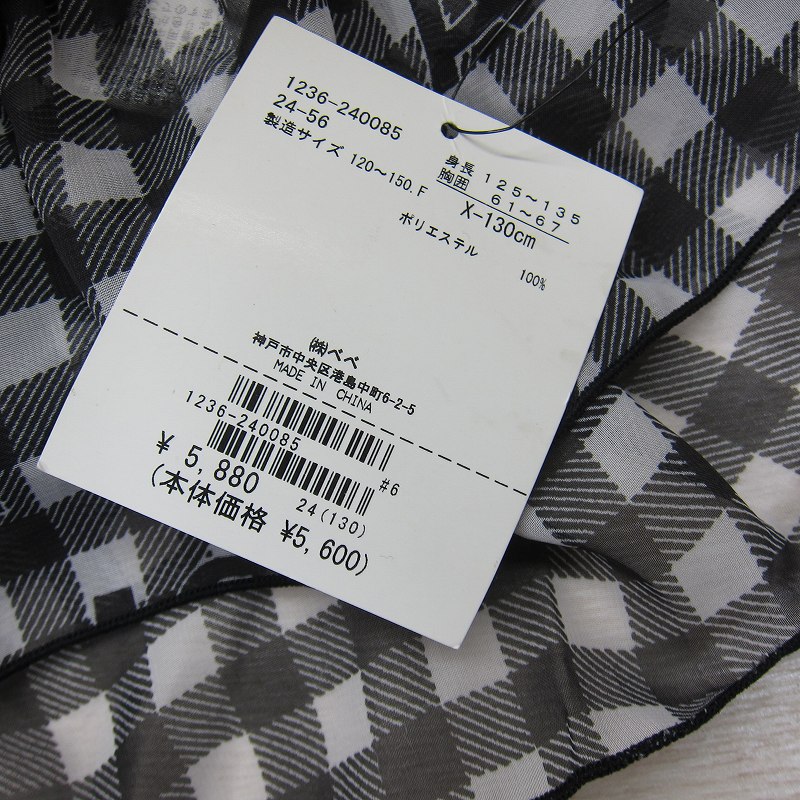 1236-240085
24-56
製造サイズ 120～150.F
身長 125～135
胸囲 61～67
X-130cm
ポリエステル 100%
㈱べべ
神戸市中央区港島中町6-2-5
MADE IN CHINA
1236-240085
#6
¥ 5,880
24(130)
(本体価格 ¥5,600)